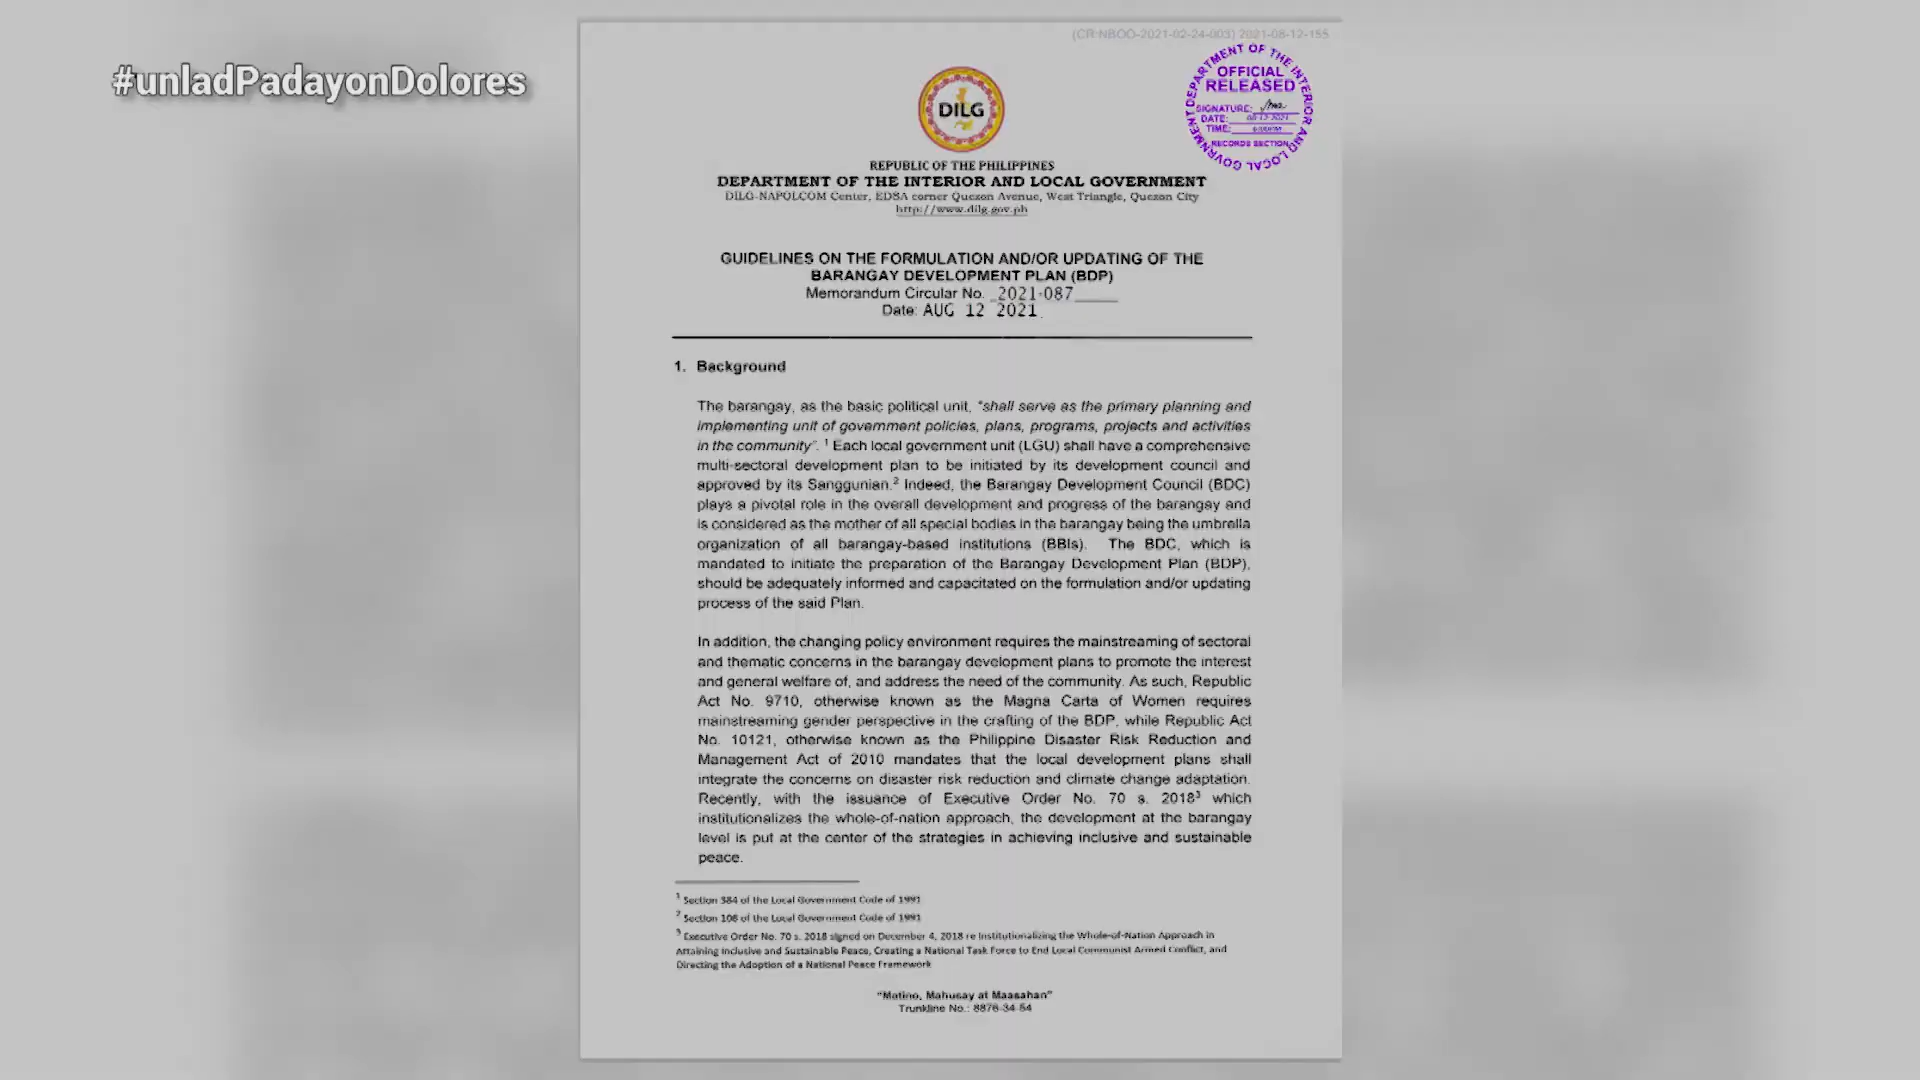 #unladPadayonDolores
(CR:NBOO-2021-02-24-003) 2021-08-12-155
DEPARTMENT OF THE INTERIOR AND LOCAL GOVERNMENT
OFFICIAL
RELEASED
SIGNATURE:
DATE: 08-12-2021
TIME:
RECORDS SECTION
DILG
REPUBLIC OF THE PHILIPPINES
DEPARTMENT OF THE INTERIOR AND LOCAL GOVERNMENT
DILG-NAPOLCOM Center, EDSA corner Quezon Avenue, West Triangle, Quezon City
http://www.dilg.gov.ph
GUIDELINES ON THE FORMULATION AND/OR UPDATING OF THE
BARANGAY DEVELOPMENT PLAN (BDP)
Memorandum Circular No. 2021-087
Date: AUG 12 2021
1. Background
The barangay, as the basic political unit, "shall serve as the primary planning and
implementing unit of government policies, plans, programs, projects and activities
in the community". 1 Each local government unit (LGU) shall have a comprehensive
multi-sectoral development plan to be initiated by its development council and
approved by its Sanggunian.2 Indeed, the Barangay Development Council (BDC)
plays a pivotal role in the overall development and progress of the barangay and
is considered as the mother of all special bodies in the barangay being the umbrella
organization of all barangay-based institutions (BBIs). The BDC, which is
mandated to initiate the preparation of the Barangay Development Plan (BDP),
should be adequately informed and capacitated on the formulation and/or updating
process of the said Plan.
In addition, the changing policy environment requires the mainstreaming of sectoral
and thematic concerns in the barangay development plans to promote the interest
and general welfare of, and address the need of the community. As such, Republic
Act No. 9710, otherwise known as the Magna Carta of Women requires
mainstreaming gender perspective in the crafting of the BDP, while Republic Act
No. 10121, otherwise known as the Philippine Disaster Risk Reduction and
Management Act of 2010 mandates that the local development plans shall
integrate the concerns on disaster risk reduction and climate change adaptation.
Recently, with the issuance of Executive Order No. 70 s. 20183 which
institutionalizes the whole-of-nation approach, the development at the barangay
level is put at the center of the strategies in achieving inclusive and sustainable
peace.
1 Section 384 of the Local Government Code of 1991
2 Section 106 of the Local Government Code of 1991
3 Executive Order No. 70 s. 2018 signed on December 4, 2018 re Institutionalizing the Whole-of-Nation Approach in
Attaining Inclusive and Sustainable Peace, Creating a National Task Force to End Local Communist Armed Conflict, and
Directing the Adoption of a National Peace Framework
"Matino, Mahusay at Maasahan"
Trunkline No.: 8876-34-54